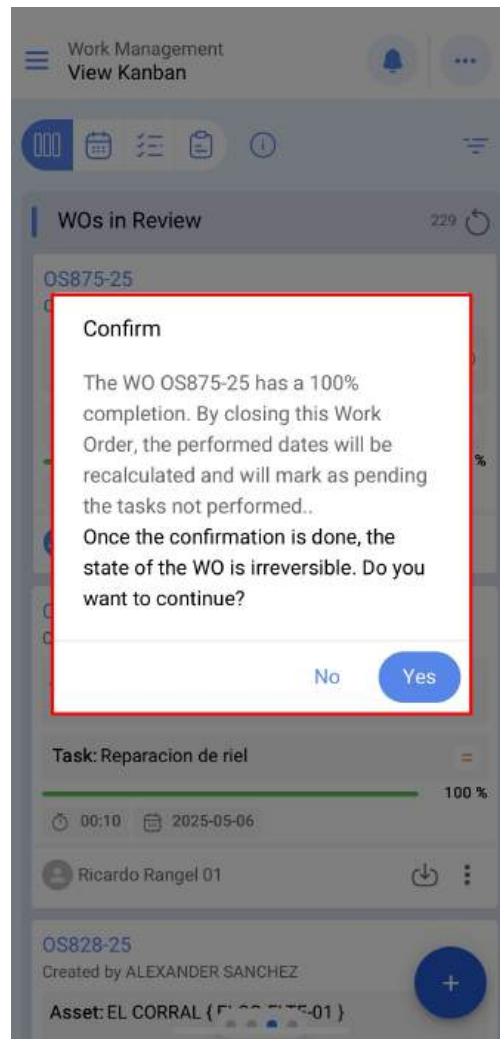 Work Management
View Kanban
WOs in Review
229
OS875-25
Confirm
The WO OS875-25 has a 100%
completion. By closing this Work
Order, the performed dates will be
recalculated and will mark as pending
the tasks not performed..
Once the confirmation is done, the
state of the WO is irreversible. Do you
want to continue?
No
Yes
%
Task: Reparacion de riel
100 %
00:10
2025-05-06
Ricardo Rangel 01
OS828-25
Created by ALEXANDER SANCHEZ
Asset: EL CORRAL {
-01 }